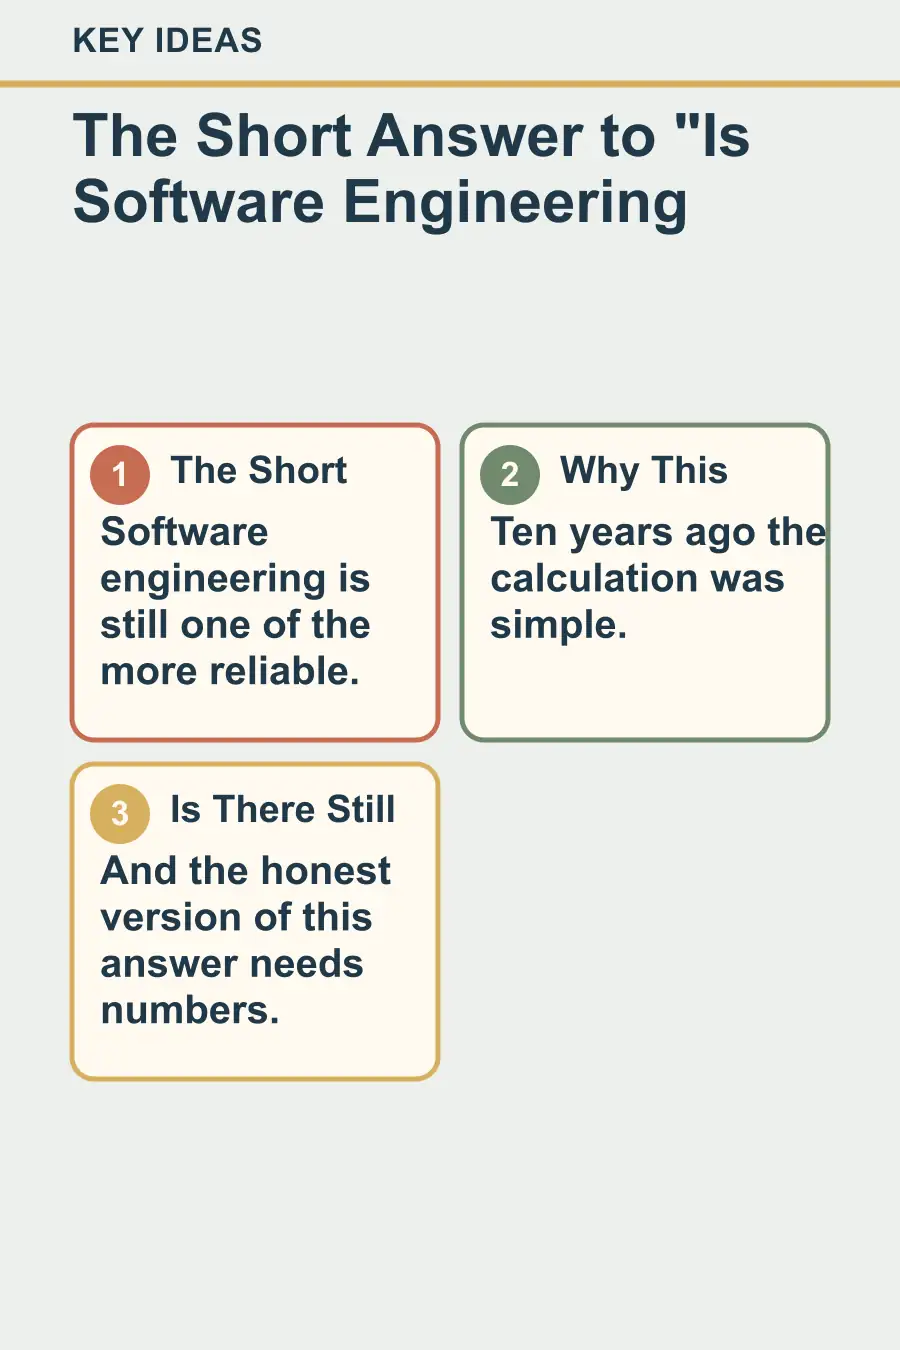 KEY IDEAS
The Short Answer to "Is
Software Engineering
1 The Short
Software
engineering is
still one of the
more reliable.
2 Why This
Ten years ago the
calculation was
simple.
3 Is There Still
And the honest
version of this
answer needs
numbers.